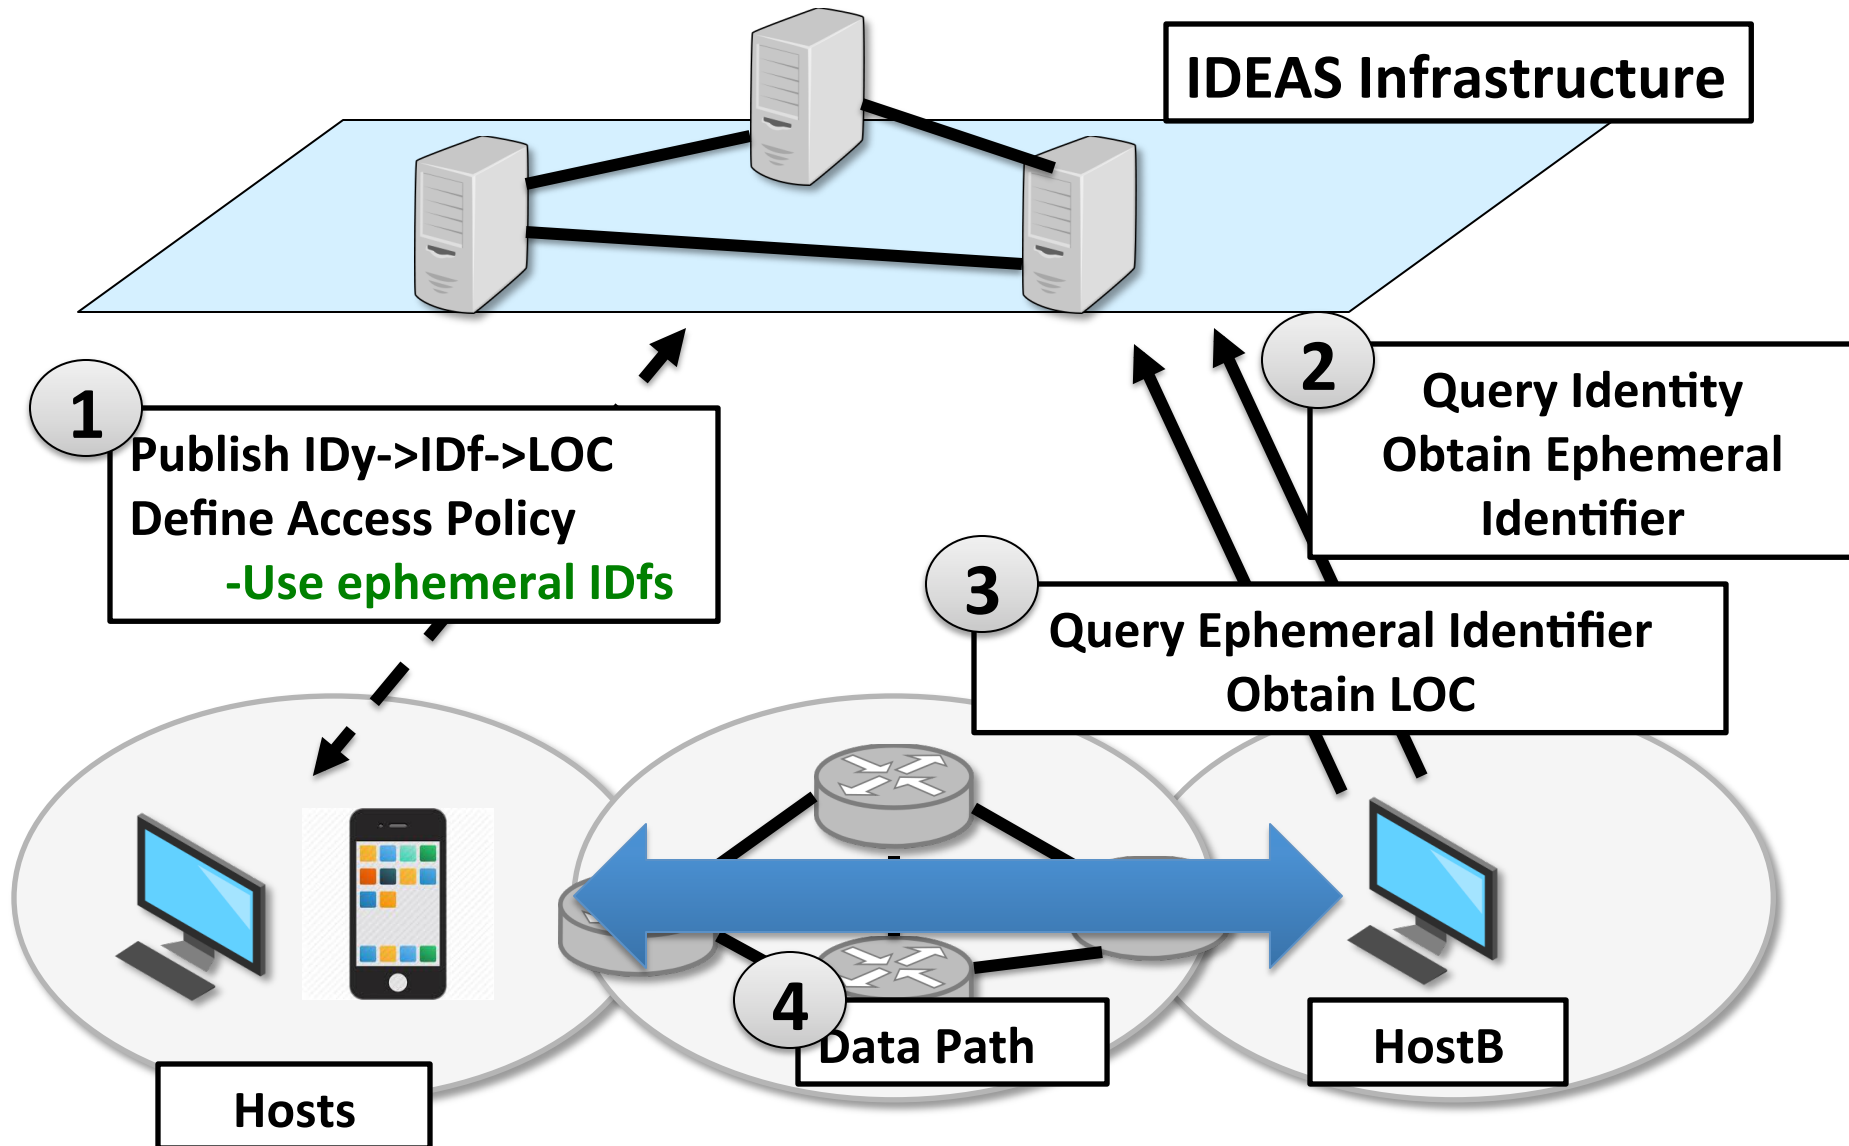 IDEAS Infrastructure
1
Publish IDy->IDf->LOC
Define Access Policy
-Use ephemeral IDfs
2
Query Identity
Obtain Ephemeral
Identifier
3
Query Ephemeral Identifier
Obtain LOC
4
Data Path
HostB
Hosts